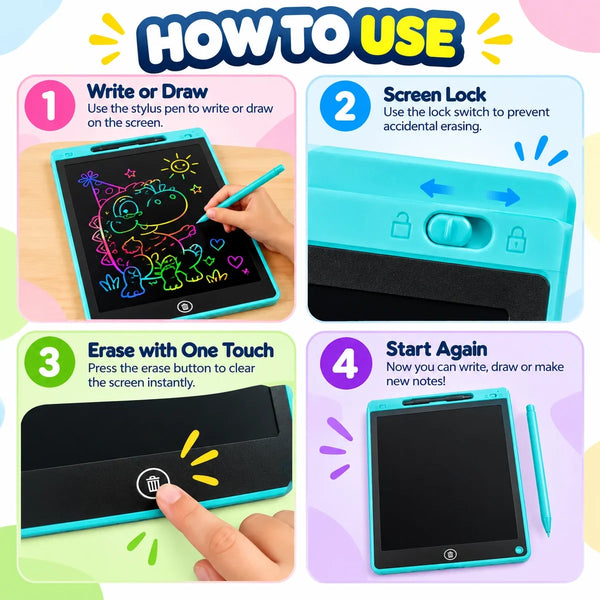 HOW TO USE
1
Write or Draw
Use the stylus pen to write or draw
on the screen.
2
Screen Lock
Use the lock switch to prevent
accidental erasing.
3
Erase with One Touch
Press the erase button to clear
the screen instantly.
4
Start Again
Now you can write, draw or make
new notes!